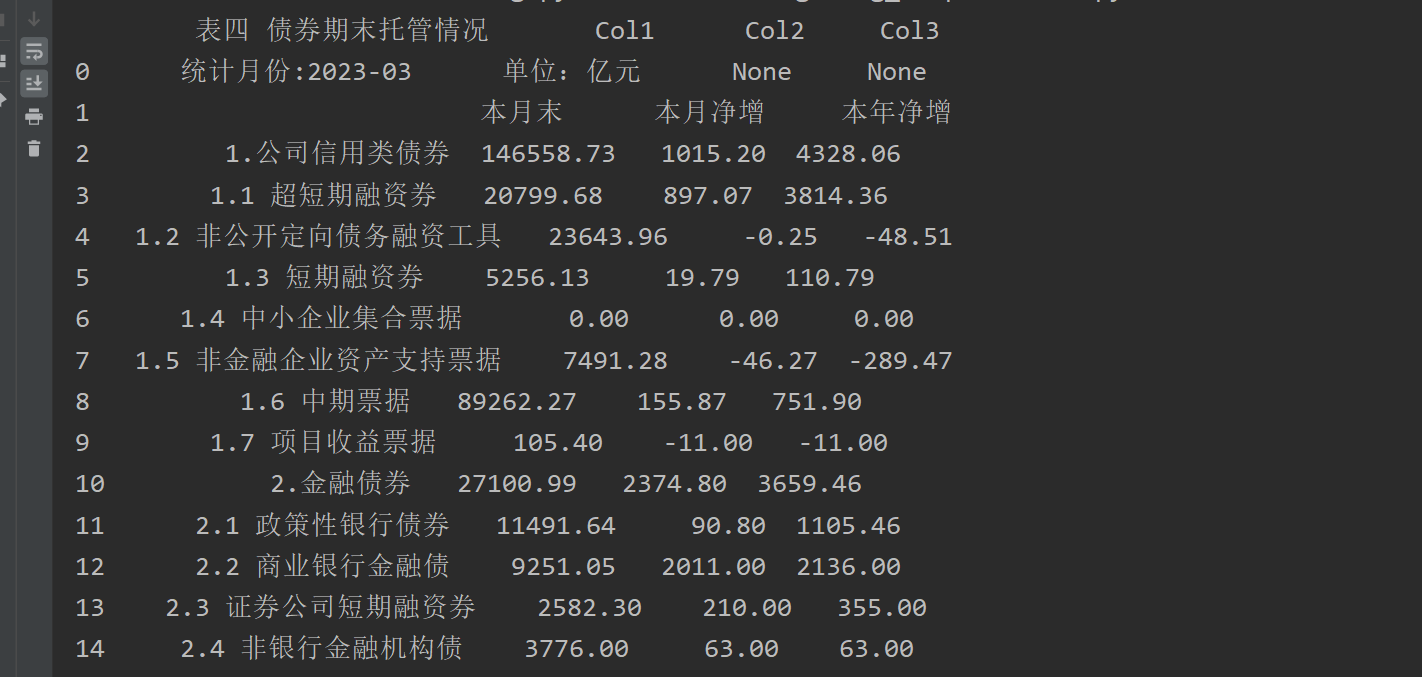 表四 债券期末托管情况 Col1 Col2 Col3
0 统计月份:2023-03 单位：亿元 None None
1 本月末 本月净增 本年净增
2 1.公司信用类债券 146558.73 1015.20 4328.06
3 1.1 超短期融资券 20799.68 897.07 3814.36
4 1.2 非公开定向债务融资工具 23643.96 -0.25 -48.51
5 1.3 短期融资券 5256.13 19.79 110.79
6 1.4 中小企业集合票据 0.00 0.00 0.00
7 1.5 非金融企业资产支持票据 7491.28 -46.27 -289.47
8 1.6 中期票据 89262.27 155.87 751.90
9 1.7 项目收益票据 105.40 -11.00 -11.00
10 2.金融债券 27100.99 2374.80 3659.46
11 2.1 政策性银行债券 11491.64 90.80 1105.46
12 2.2 商业银行金融债 9251.05 2011.00 2136.00
13 2.3 证券公司短期融资券 2582.30 210.00 355.00
14 2.4 非银行金融机构债 3776.00 63.00 63.00